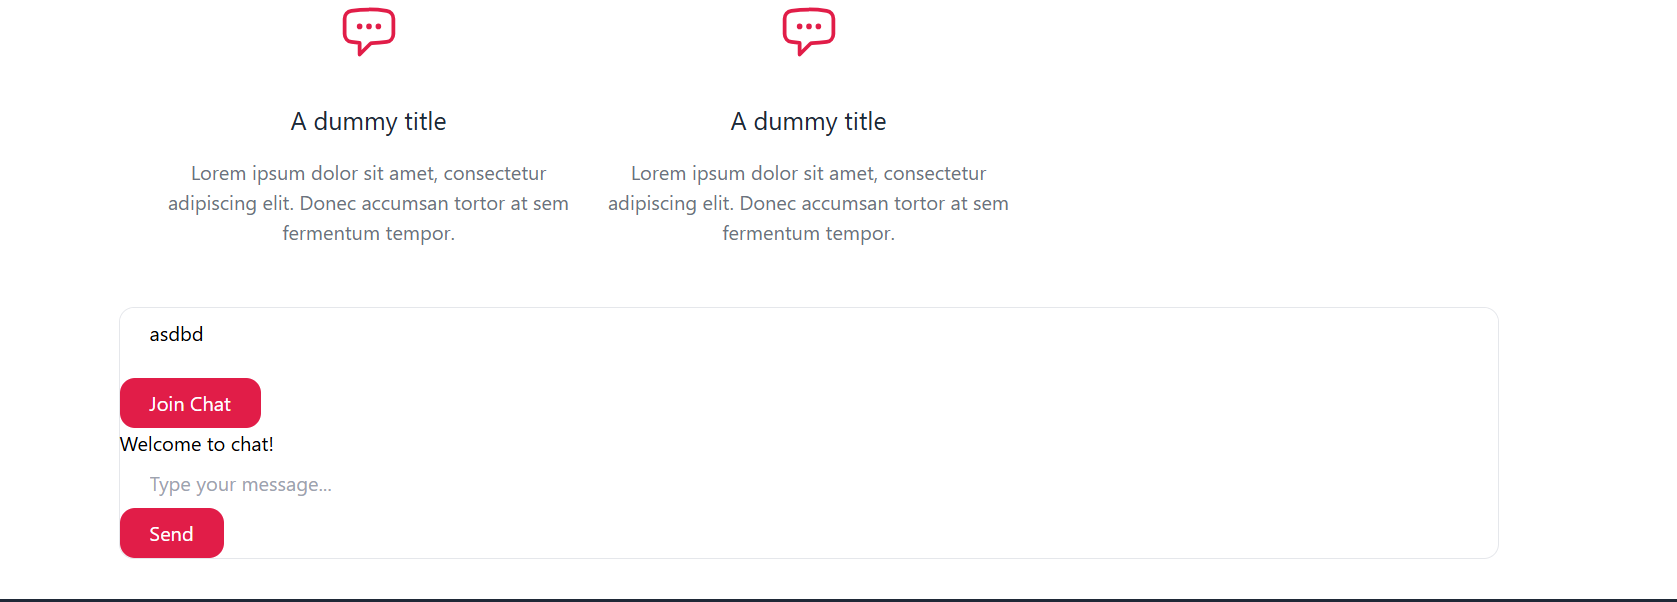 A dummy title
Lorem ipsum dolor sit amet, consectetur
adipiscing elit. Donec accumsan tortor at sem
fermentum tempor.
A dummy title
Lorem ipsum dolor sit amet, consectetur
adipiscing elit. Donec accumsan tortor at sem
fermentum tempor.
asdbd
Join Chat
Welcome to chat!
Type your message...
Send